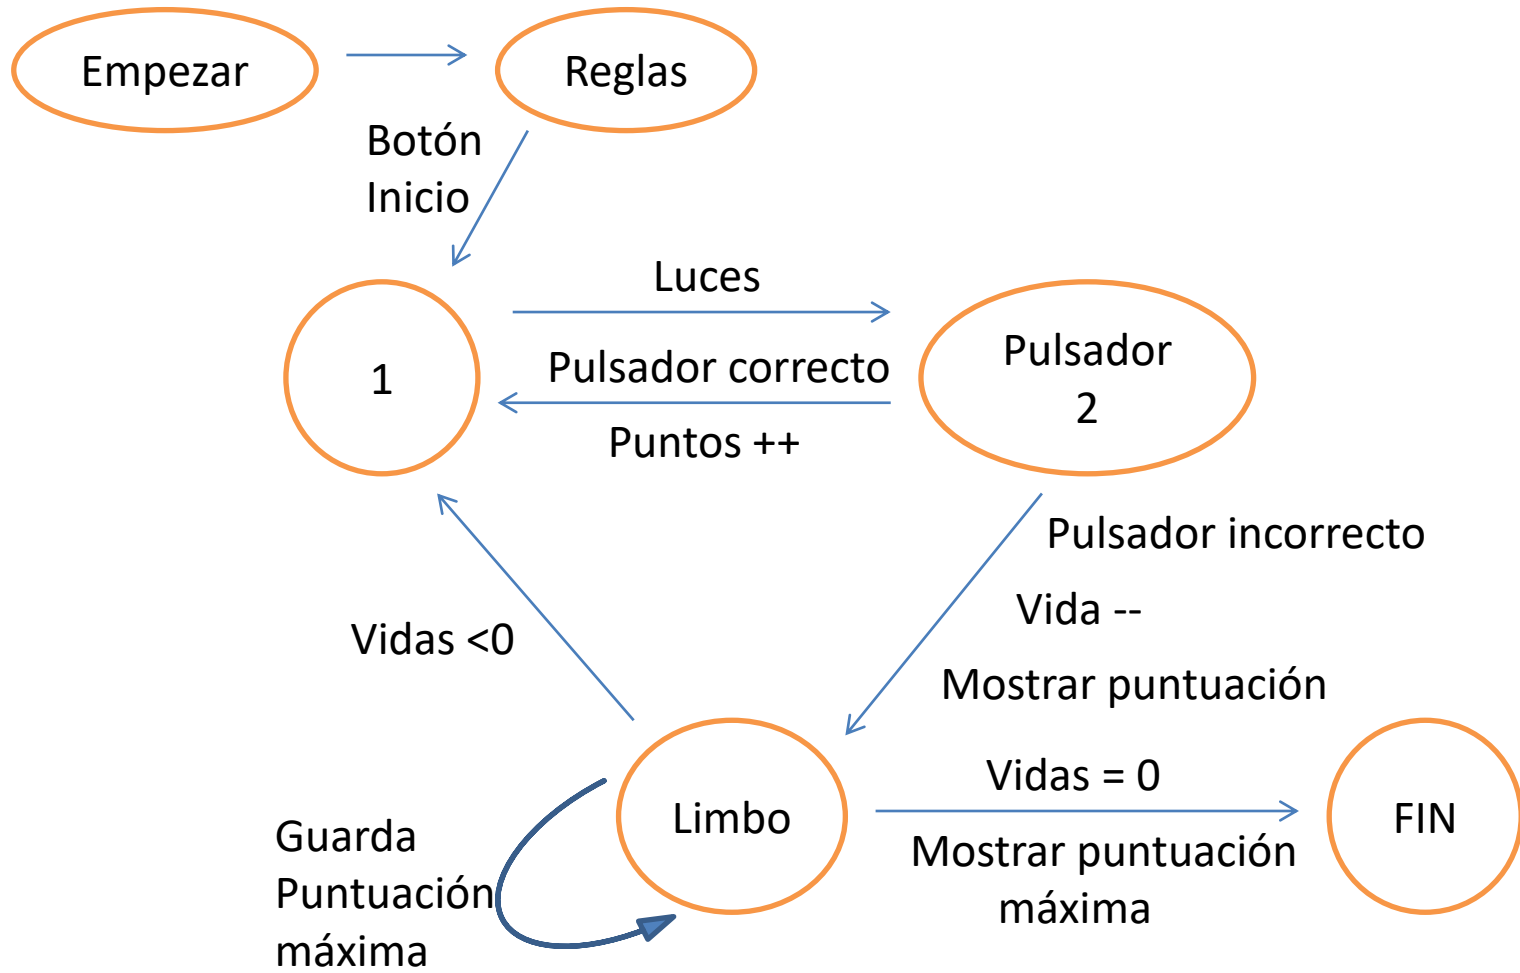 Empezar
Reglas
Botón
Inicio
Luces
1
Pulsador correcto
Puntos ++
Pulsador
2
Pulsador incorrecto
Vida --
Mostrar puntuación
Vidas <0
Limbo
Guarda
Puntuación
máxima
Vidas = 0
Mostrar puntuación
máxima
FIN